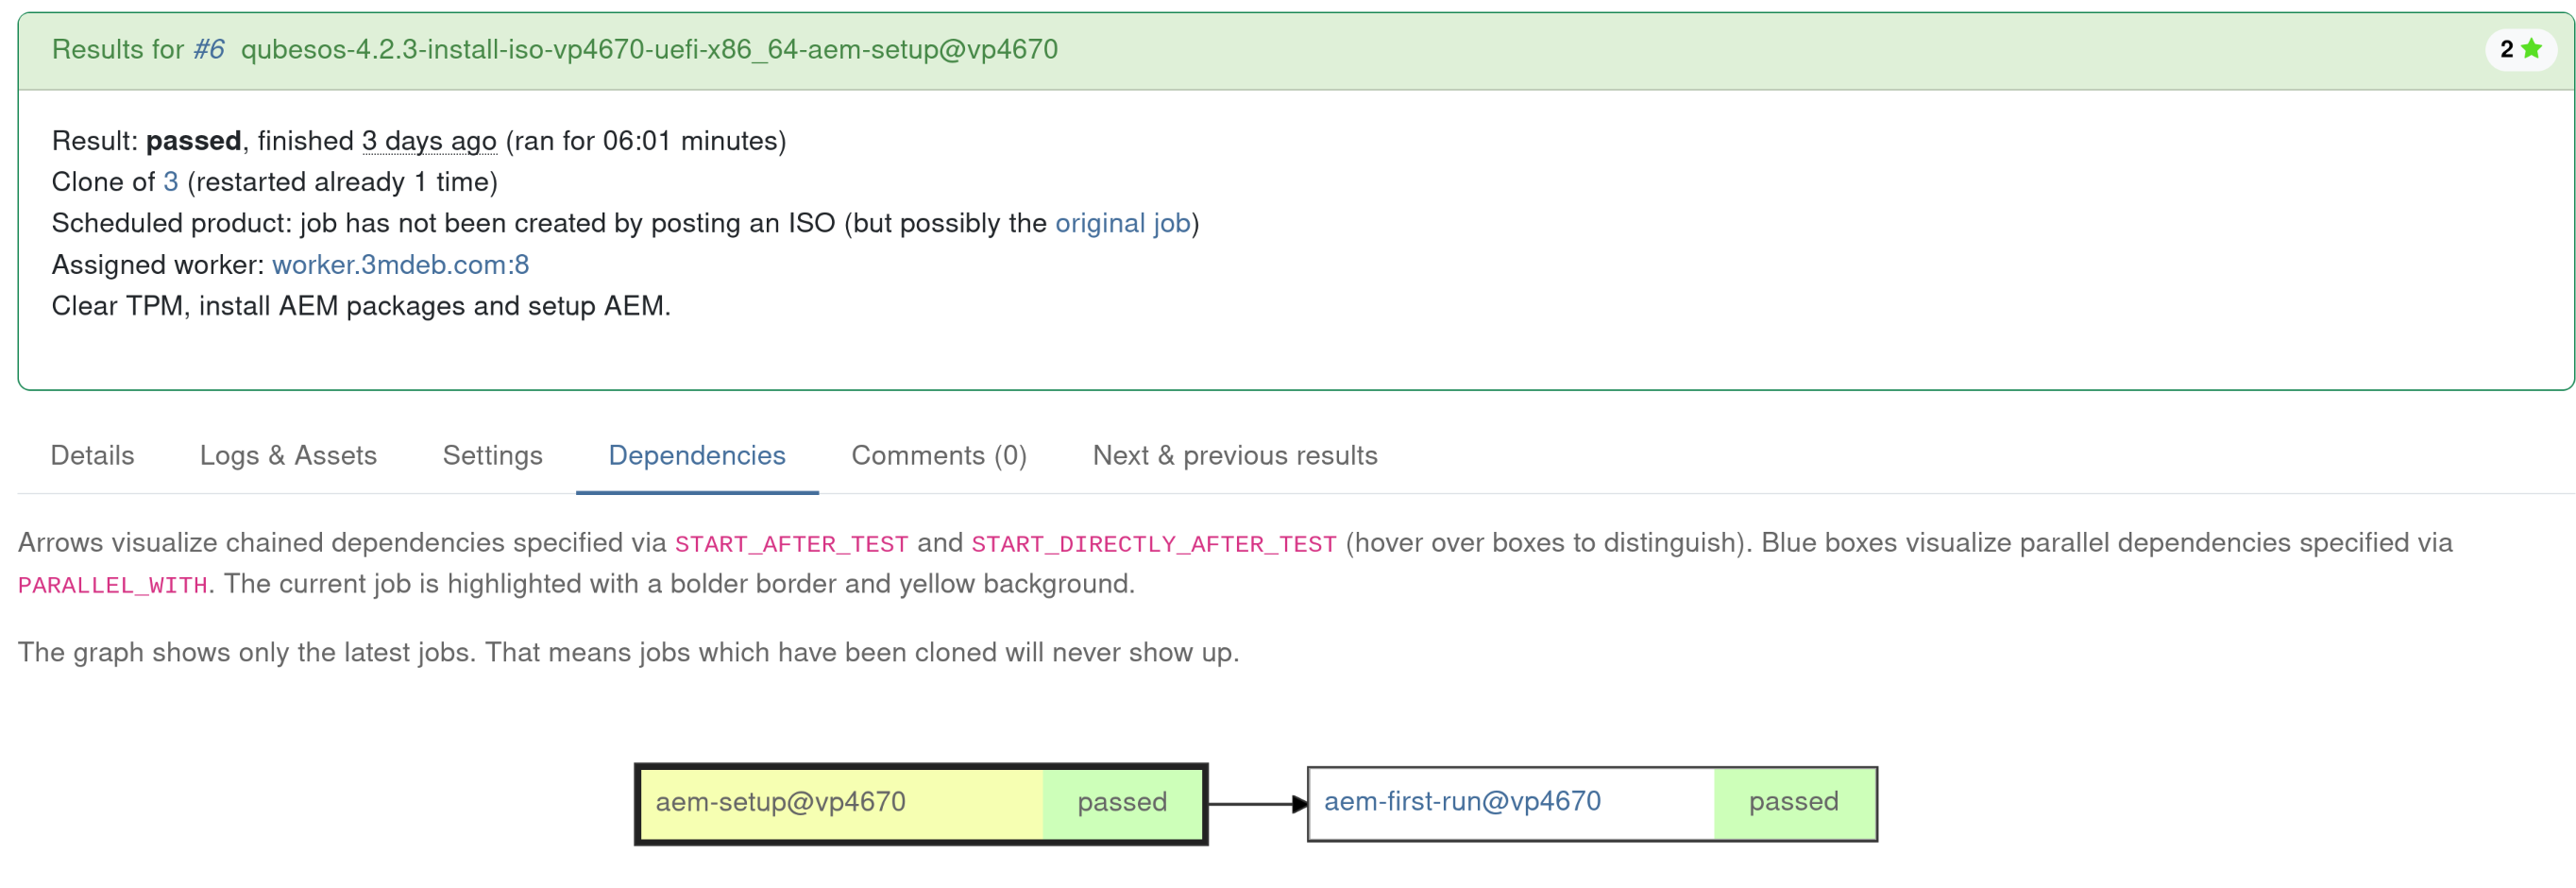 Results for #6 qubesos-4.2.3-install-iso-vp4670-uefi-x86_64-aem-setup@vp4670
2
Result: passed, finished 3 days ago (ran for 06:01 minutes)
Clone of 3 (restarted already 1 time)
Scheduled product: job has not been created by posting an ISO (but possibly the original job)
Assigned worker: worker.3mdeb.com:8
Clear TPM, install AEM packages and setup AEM.
Details Logs & Assets Settings Dependencies Comments (0) Next & previous results
Arrows visualize chained dependencies specified via START_AFTER_TEST and START_DIRECTLY_AFTER_TEST (hover over boxes to distinguish). Blue boxes visualize parallel dependencies specified via
PARALLEL_WITH. The current job is highlighted with a bolder border and yellow background.
The graph shows only the latest jobs. That means jobs which have been cloned will never show up.
aem-setup@vp4670 passed aem-first-run@vp4670 passed